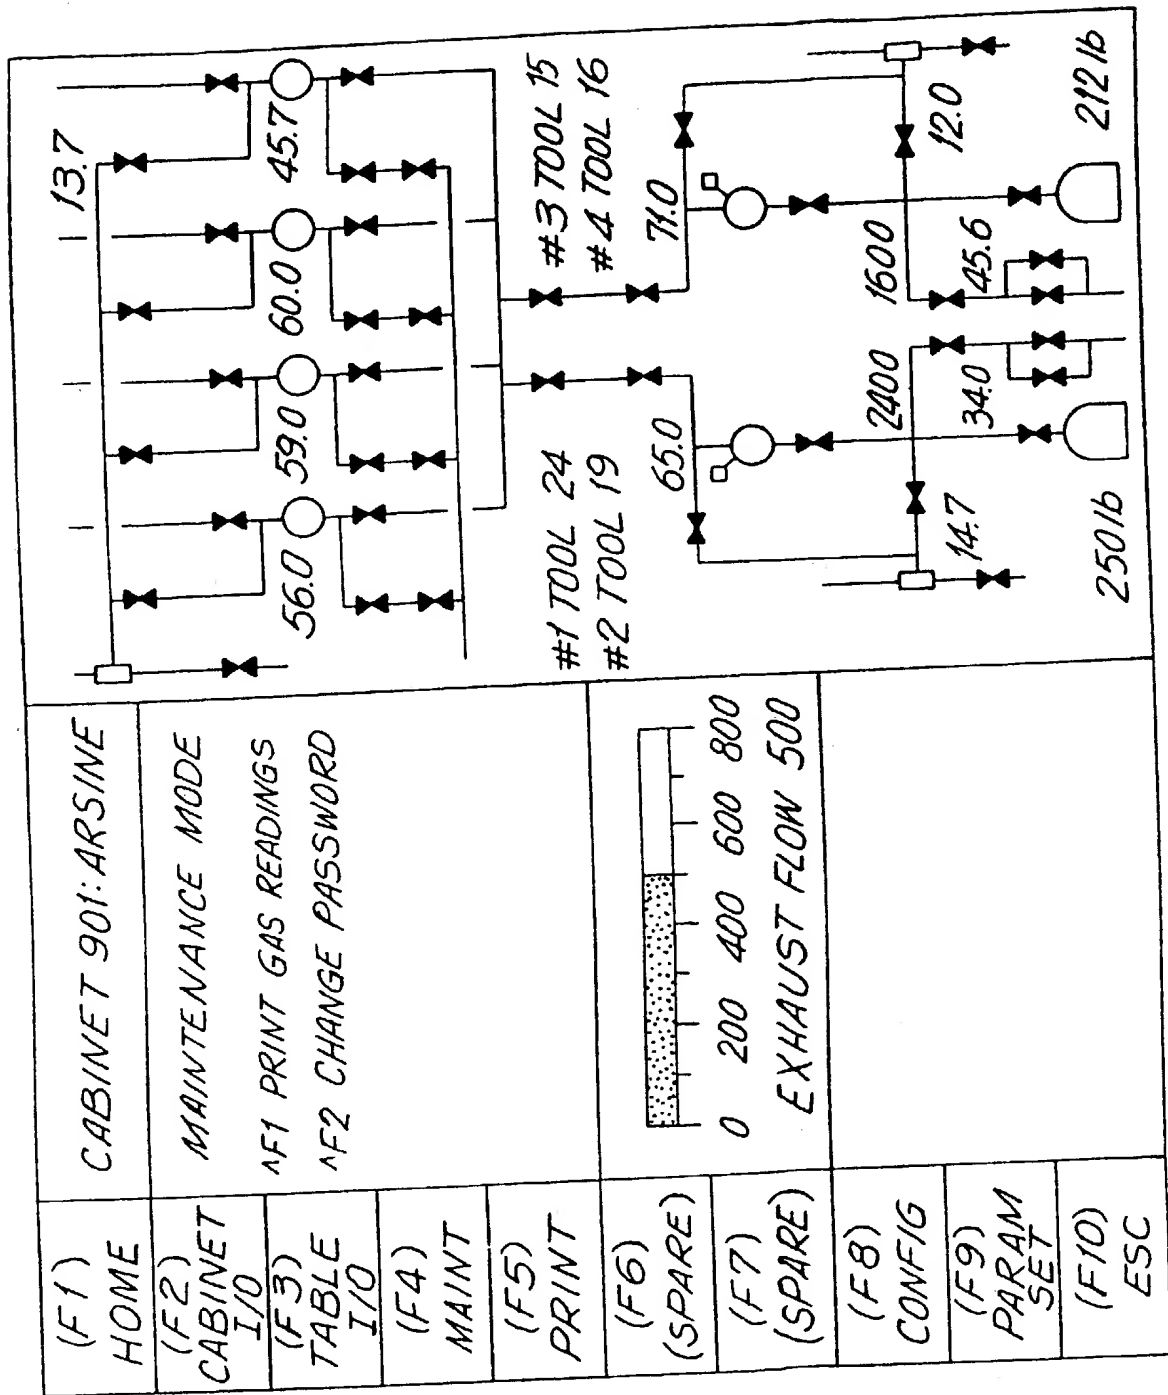 (F1)
HOME
(F2)
CABINET
I/O
(F3)
TABLE
I/O
(F4)
MAINT
(F5)
PRINT
(F6)
(SPARE)
(F7)
(SPARE)
(F8)
CONFIG
(F9)
PARAM
SET
(F10)
ESC
CABINET 901: ARSINE
MAINTENANCE MODE
^F1 PRINT GAS READINGS
^F2 CHANGE PASSWORD
0 200 400 600 800
EXHAUST FLOW 500
13.7
56.0 59.0 60.0 45.7
#1 TOOL 24 #3 TOOL 15
#2 TOOL 19 #4 TOOL 16
65.0 71.0
2400 1600
14.7 34.0 45.6 12.0
250 lb 212 lb